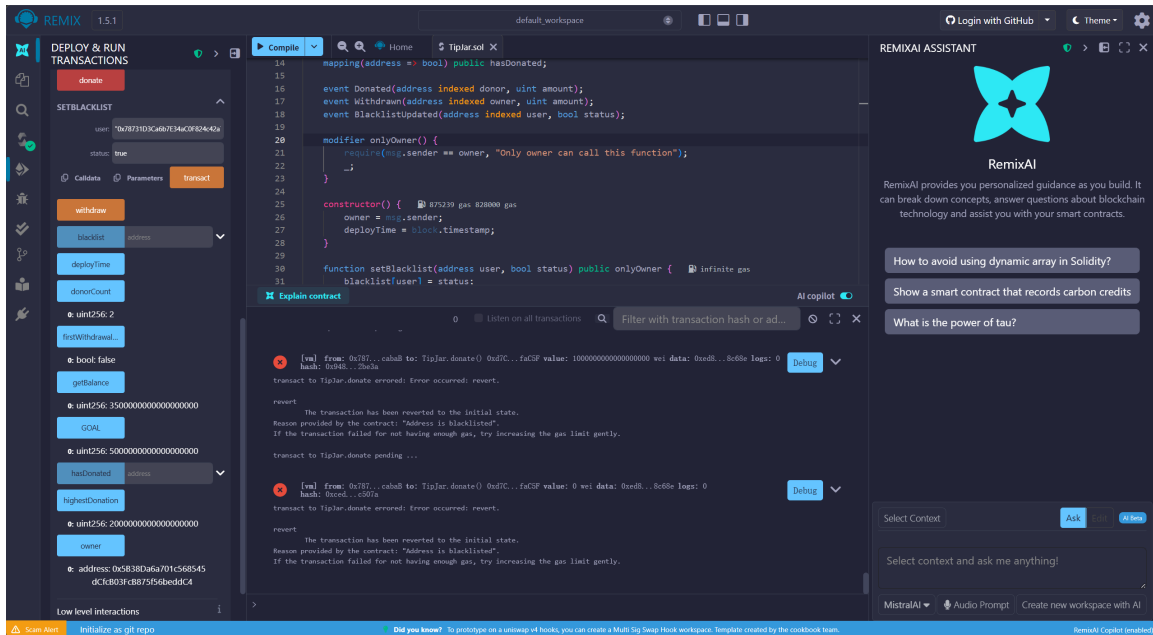 REMIX 1.5.1
default_workspace
Login with GitHub
Theme
DEPLOY & RUN
TRANSACTIONS
donate
SETBLACKLIST
user: "0x78731D3Ca6b7E34aC0F824c42a
status: true
Calldata Parameters transact
withdraw
blacklist address
deployTime
donorCount
0: uint256: 2
firstWithdrawal...
0: bool: false
getBalance
0: uint256: 3500000000000000000
GOAL
0: uint256: 5000000000000000000
hasDonated address
highestDonation
0: uint256: 2000000000000000000
owner
0: address: 0x5B38Da6a701c568545
dCfcB03FcB875f56beddC4
Low level interactions
Compile
Home
TipJar.sol
14 mapping(address => bool) public hasDonated;
15
16 event Donated(address indexed donor, uint amount);
17 event Withdrawn(address indexed owner, uint amount);
18 event BlacklistUpdated(address indexed user, bool status);
19
20 modifier onlyOwner() {
21 require(msg.sender == owner, "Only owner can call this function");
22 _;
23 }
24
25 constructor() { 875239 gas 828000 gas
26 owner = msg.sender;
27 deployTime = block.timestamp;
28 }
29
30 function setBlacklist(address user, bool status) public onlyOwner { infinite gas
31 blacklist[user] = status;
Explain contract
AI copilot
0 Listen on all transactions Filter with transaction hash or ad...
[vm] from: 0x787...cabaB to: TipJar.donate() 0xd7C...faC5F value: 1000000000000000000 wei data: 0xed8...8c68e logs: 0
hash: 0x948...2be3a
Debug
transact to TipJar.donate errored: Error occurred: revert.
revert
The transaction has been reverted to the initial state.
Reason provided by the contract: "Address is blacklisted".
If the transaction failed for not having enough gas, try increasing the gas limit gently.
transact to TipJar.donate pending ...
[vm] from: 0x787...cabaB to: TipJar.donate() 0xd7C...faC5F value: 0 wei data: 0xed8...8c68e logs: 0
hash: 0xced...c507a
Debug
transact to TipJar.donate errored: Error occurred: revert.
revert
The transaction has been reverted to the initial state.
Reason provided by the contract: "Address is blacklisted".
If the transaction failed for not having enough gas, try increasing the gas limit gently.
>
REMIXAI ASSISTANT
RemixAI
RemixAI provides you personalized guidance as you build. It
can break down concepts, answer questions about blockchain
technology and assist you with your smart contracts.
How to avoid using dynamic array in Solidity?
Show a smart contract that records carbon credits
What is the power of tau?
Select Context
Ask Edit AI Beta
Select context and ask me anything!
MistralAI Audio Prompt Create new workspace with AI
Scam Alert Initialize as git repo
Did you know? To prototype on a uniswap v4 hooks, you can create a Multi Sig Swap Hook workspace. Template created by the cookbook team.
RemixAI Copilot (enabled)